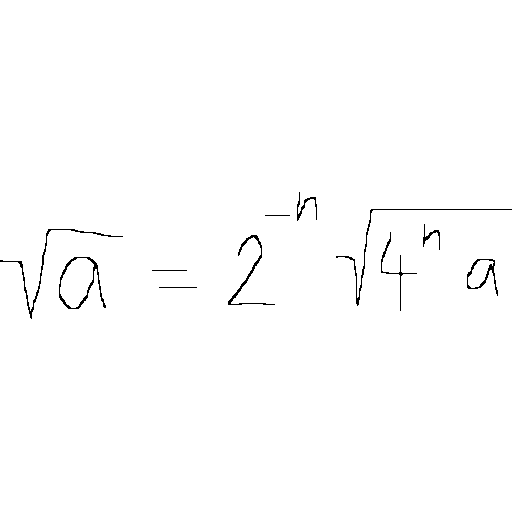 √a = 2^{-n} √(4^n a)